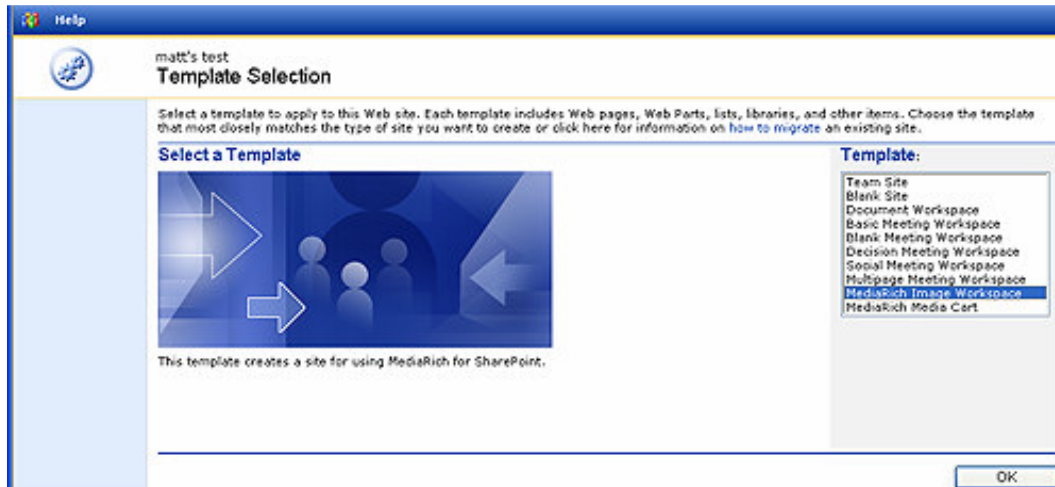 Help
matt's test
Template Selection
Select a template to apply to this Web site. Each template includes Web pages, Web Parts, lists, libraries, and other items. Choose the template
that most closely matches the type of site you want to create or click here for information on how to migrate an existing site.
Select a Template
This template creates a site for using MediaRich for SharePoint.
Template:
Team Site
Blank Site
Document Workspace
Basic Meeting Workspace
Blank Meeting Workspace
Decision Meeting Workspace
Social Meeting Workspace
Multipage Meeting Workspace
MediaRich Image Workspace
MediaRich Media Cart
OK